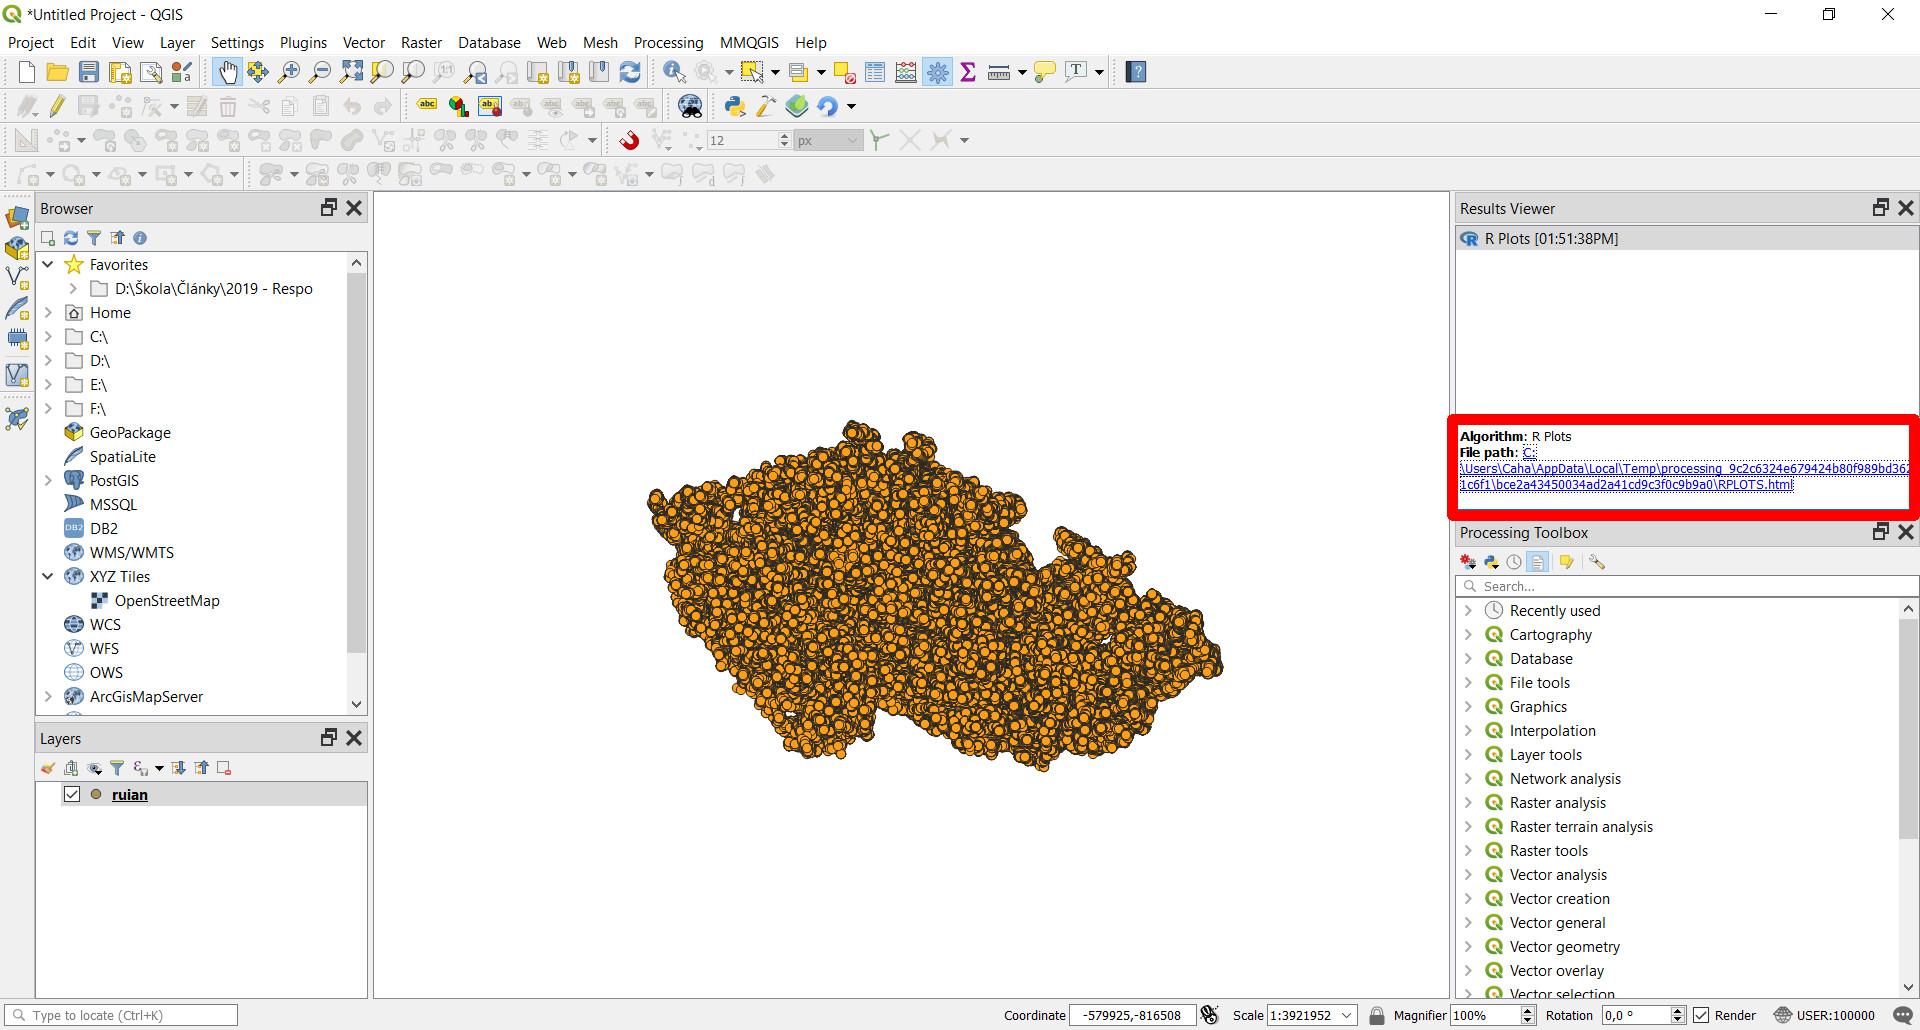 *Untitled Project - QGIS
Project Edit View Layer Settings Plugins Vector Raster Database Web Mesh Processing MMQGIS Help
abc
12 px
Browser
Favorites
D:\Škola\Články\2019 - Respo
Home
C:\
D:\
E:\
F:\
GeoPackage
SpatiaLite
PostGIS
MSSQL
DB2 DB2
WMS/WMTS
XYZ Tiles
OpenStreetMap
WCS
WFS
OWS
ArcGisMapServer
Layers
ruian
Results Viewer
R Plots [01:51:38PM]
Algorithm: R Plots
File path: C:
\Users\Caha\AppData\Local\Temp\processing_9c2c6324e679424b80f989bd362
1c6f1\bce2a43450034ad2a41cd9c3f0c9b9a0\RPLOTS.html
Processing Toolbox
Search...
Recently used
Cartography
Database
File tools
Graphics
Interpolation
Layer tools
Network analysis
Raster analysis
Raster terrain analysis
Raster tools
Vector analysis
Vector creation
Vector general
Vector geometry
Vector overlay
Vector selection
Type to locate (Ctrl+K) Coordinate -579925,-816508 Scale 1:3921952 Magnifier 100% Rotation 0,0 ° Render USER:100000